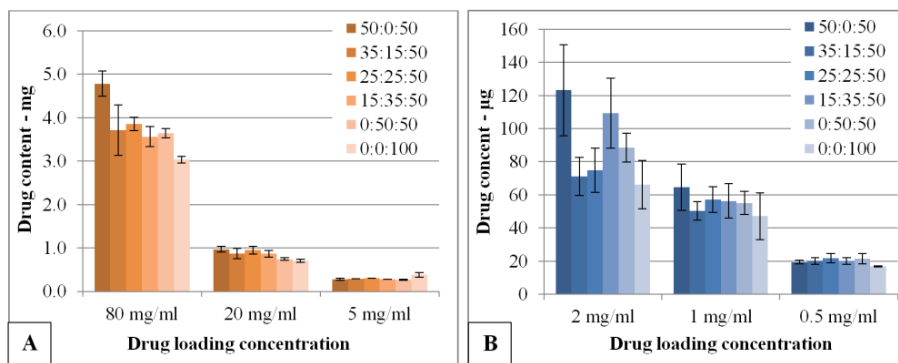 50:0:50
35:15:50
25:25:50
15:35:50
0:50:50
0:0:100
6.0
5.0
4.0
3.0
2.0
1.0
0.0
Drug content - mg
80 mg/ml
20 mg/ml
5 mg/ml
Drug loading concentration
A
50:0:50
35:15:50
25:25:50
15:35:50
0:50:50
0:0:100
160
140
120
100
80
60
40
20
0
Drug concent - µg
2 mg/ml
1 mg/ml
0.5 mg/ml
Drug loading concentration
B